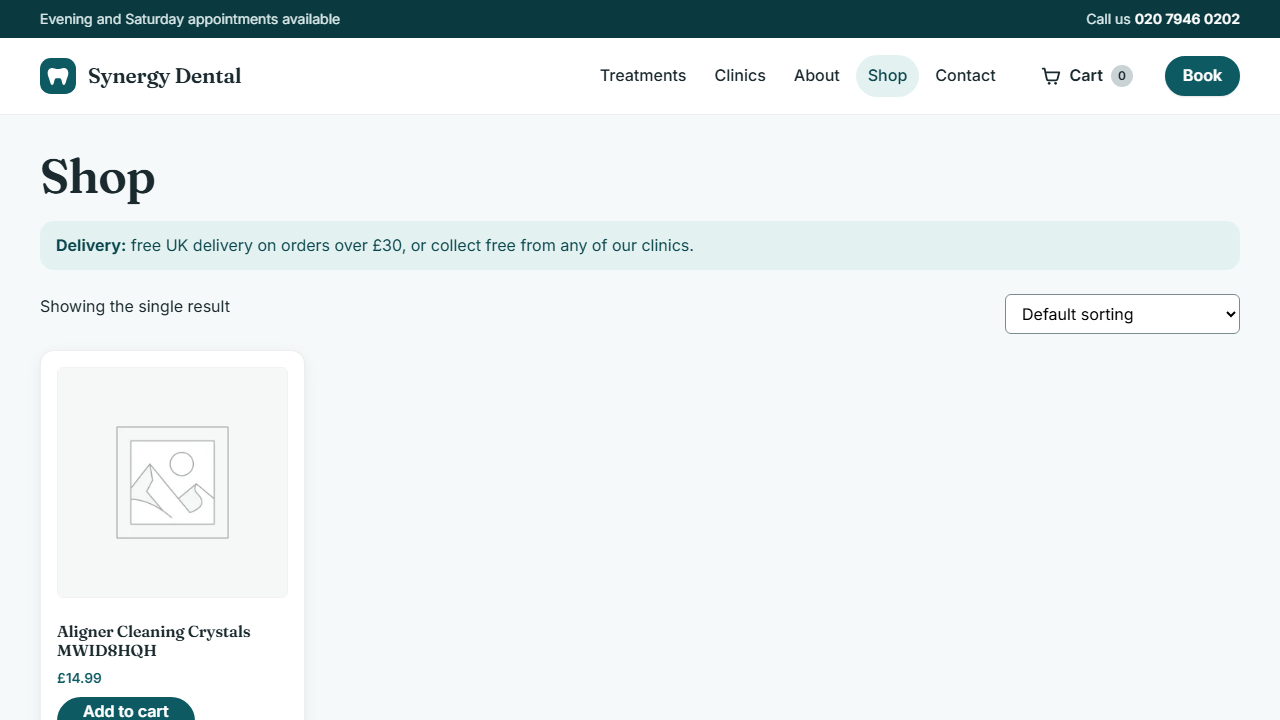 Evening and Saturday appointments available
Call us 020 7946 0202
Synergy Dental
Treatments
Clinics
About
Shop
Contact
Cart 0
Book
Shop
Delivery: free UK delivery on orders over £30, or collect free from any of our clinics.
Showing the single result
Default sorting
Aligner Cleaning Crystals
MWID8HQH
£14.99
Add to cart